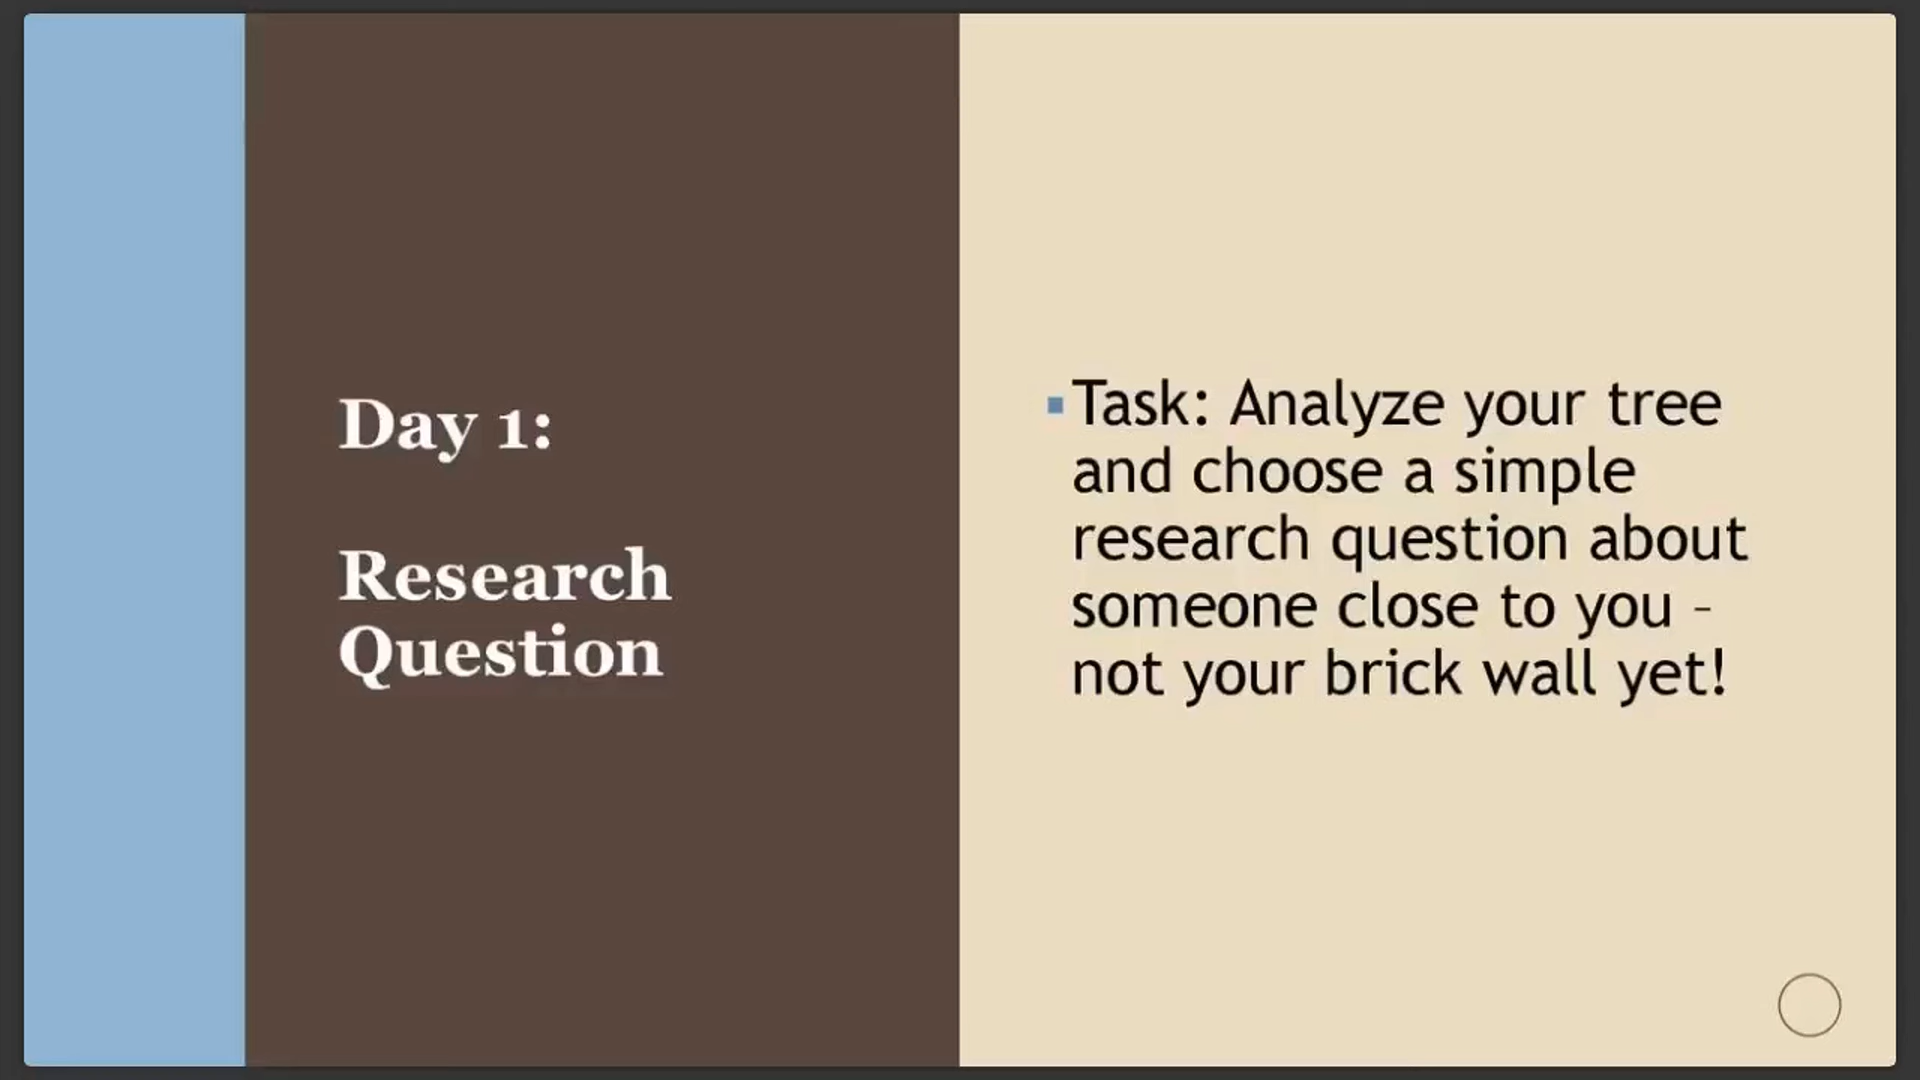 Day 1:
Research
Question
Task: Analyze your tree
and choose a simple
research question about
someone close to you –
not your brick wall yet!